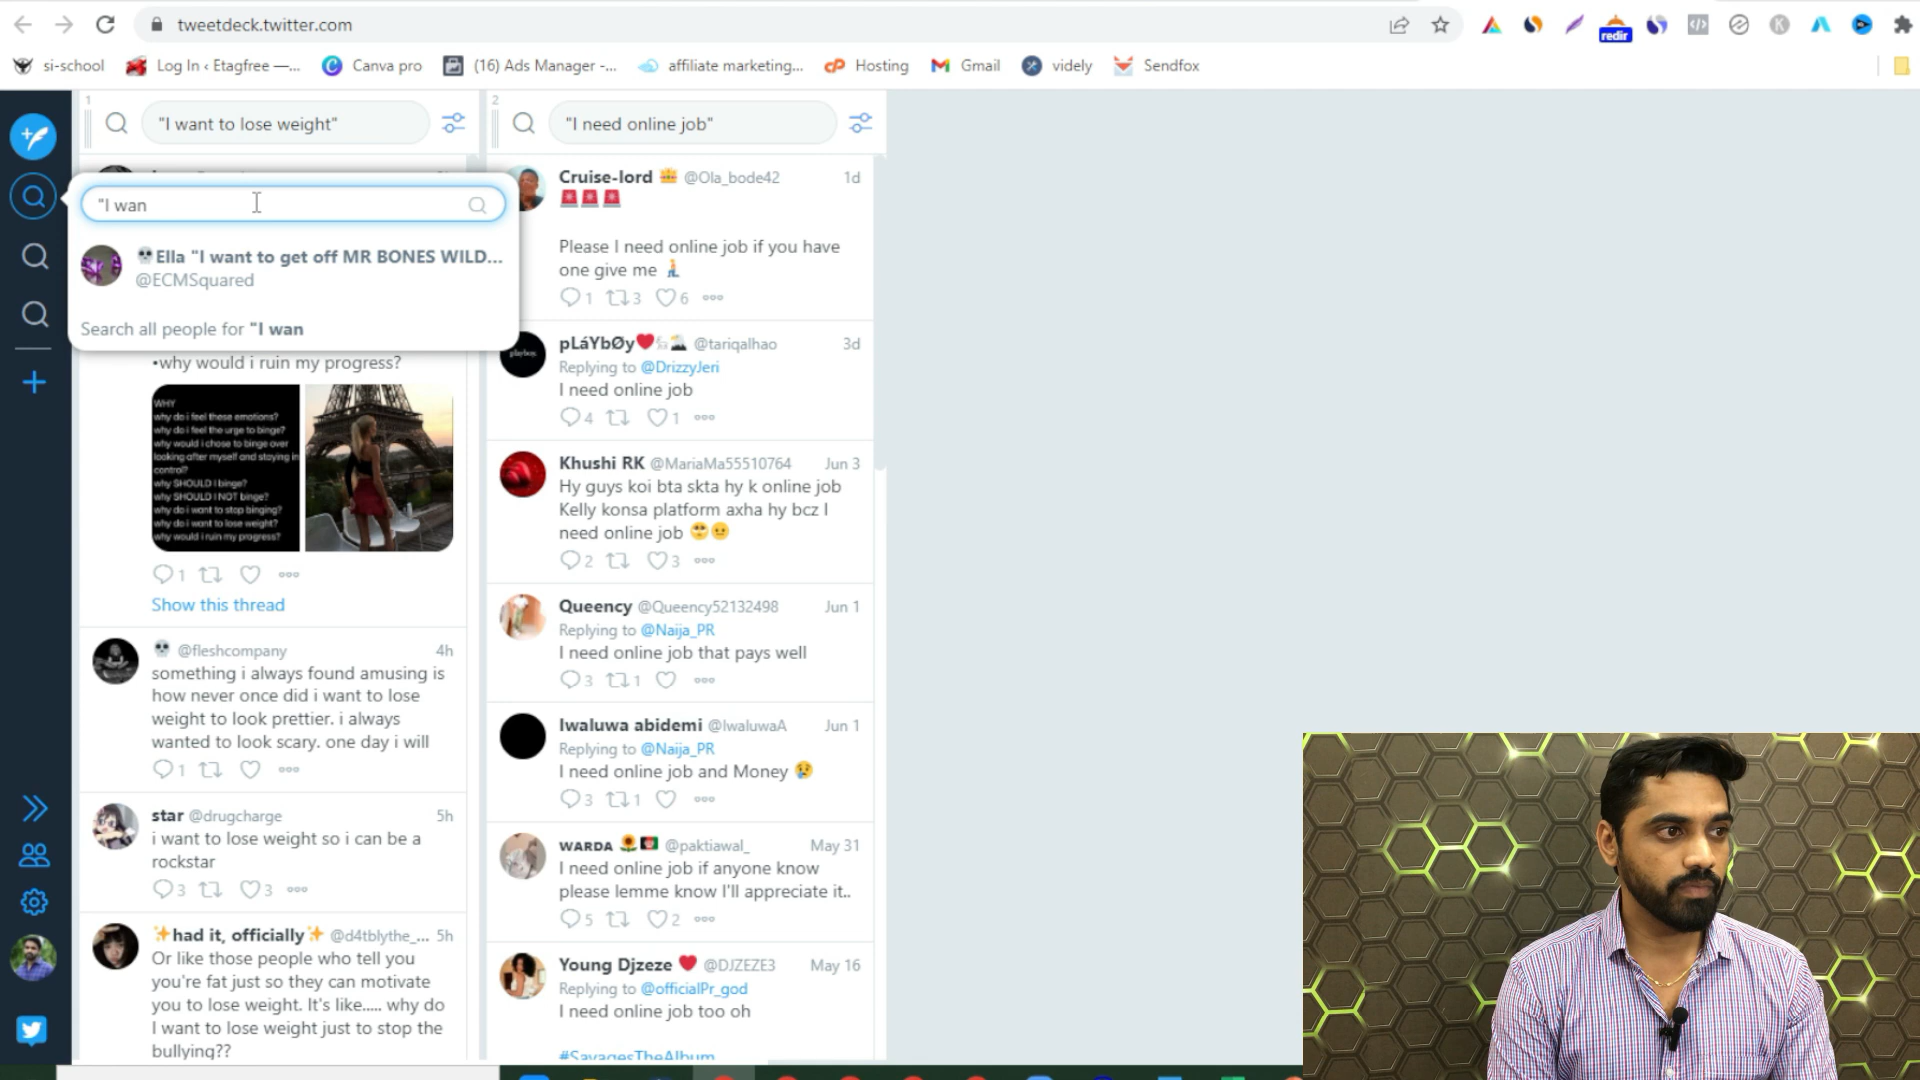 tweetdeck.twitter.com
redir
si-school
Log In ‹ Etagfree —...
Canva pro
(16) Ads Manager -...
affiliate marketing...
Hosting
Gmail
videly
Sendfox
1
"I want to lose weight"
2
"I need online job"
"I wan
Ella "I want to get off MR BONES WILD...
@ECMSquared
Search all people for "I wan
•why would i ruin my progress?
WHY
why do i feel these emotions?
why do i feel the urge to binge?
why would i chose to binge over
looking after myself and staying in
control?
why SHOULD I binge?
why SHOULD I NOT binge?
why do i want to stop binging?
why do i want to lose weight?
why would i ruin my progress?
1
Show this thread
@fleshcompany 4h
something i always found amusing is
how never once did i want to lose
weight to look prettier. i always
wanted to look scary. one day i will
1
star @drugcharge 5h
i want to lose weight so i can be a
rockstar
3 3
had it, officially @d4tblythe_... 5h
Or like those people who tell you
you're fat just so they can motivate
you to lose weight. It's like..... why do
I want to lose weight just to stop the
bullying??
Cruise-lord @Ola_bode42 1d
Please I need online job if you have
one give me
1 3 6
pLáYbØy @tariqalhao 3d
Replying to @DrizzyJeri
I need online job
4 1
Khushi RK @MariaMa55510764 Jun 3
Hy guys koi bta skta hy k online job
Kelly konsa platform axha hy bcz I
need online job
2 3
Queency @Queency52132498 Jun 1
Replying to @Naija_PR
I need online job that pays well
3 1
Iwaluwa abidemi @IwaluwaA Jun 1
Replying to @Naija_PR
I need online job and Money
3 1
WARDA @paktiawal_ May 31
I need online job if anyone know
please lemme know I'll appreciate it..
5 2
Young Djzeze @DJZEZE3 May 16
Replying to @officialPr_god
I need online job too oh
#SavagesTheAlbum